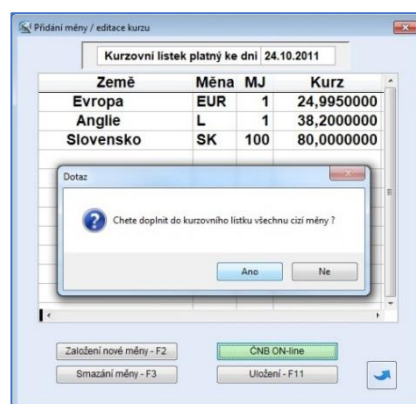 Přidání měny / editace kurzu
Kurzovní lístek platný ke dni 24.10.2011
Země Měna MJ Kurz
Evropa EUR 1 24,9950000
Anglie L 1 38,2000000
Slovensko SK 100 80,0000000
Dotaz
Chete doplnit do kurzovního lístku všechnu cizí měny ?
Ano Ne
Založení nové měny - F2 ČNB ON-line
Smazání měny - F3 Uložení - F11